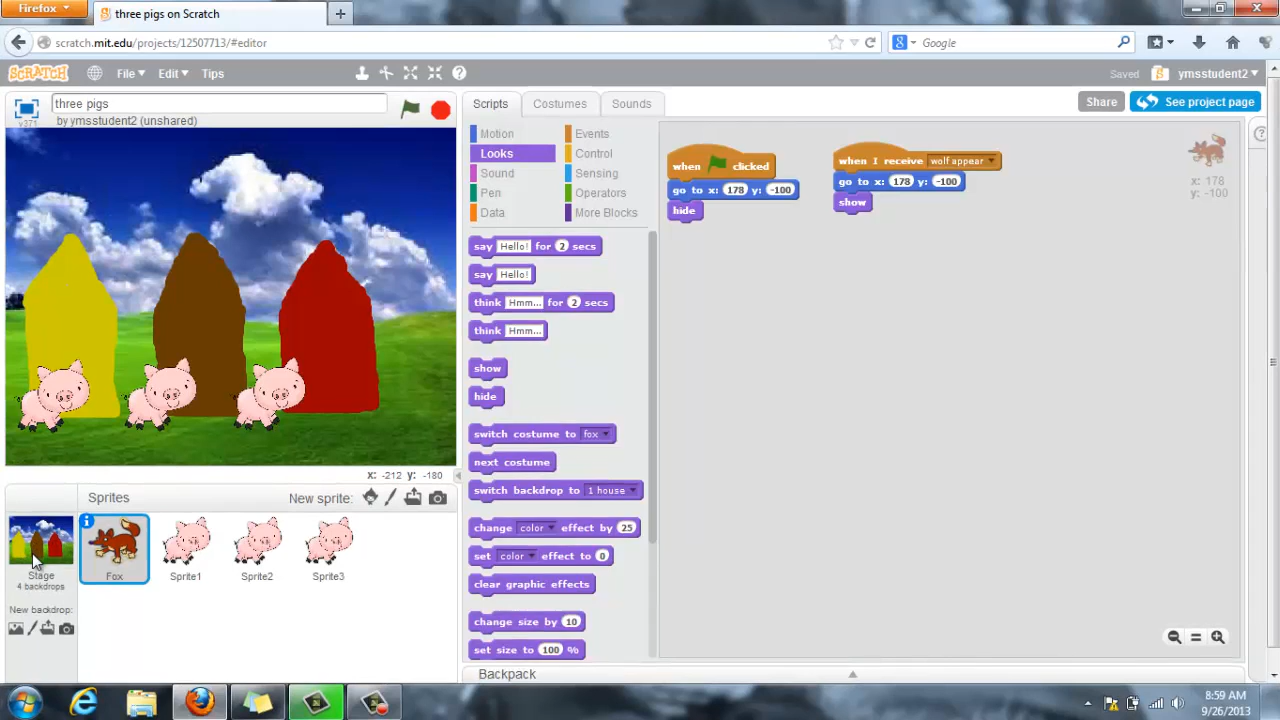 Firefox
three pigs on Scratch
scratch.mit.edu/projects/12507713/#editor
Google
SCRATCH
File
Edit
Tips
Saved
ymsstudent2
three pigs
by ymsstudent2 (unshared)
v371
Scripts
Costumes
Sounds
Share
See project page
Motion
Events
Looks
Control
Sound
Sensing
Pen
Operators
Data
More Blocks
say Hello! for 2 secs
say Hello!
think Hmm... for 2 secs
think Hmm...
show
hide
switch costume to fox
next costume
switch backdrop to 1 house
change color effect by 25
set color effect to 0
clear graphic effects
change size by 10
set size to 100 %
when clicked
go to x: 178 y: -100
hide
when I receive wolf appear
go to x: 178 y: -100
show
x: 178
y: -100
x: -212 y: -180
Sprites
New sprite:
Stage
4 backdrops
New backdrop:
Fox
Sprite1
Sprite2
Sprite3
Backpack
8:59 AM
9/26/2013